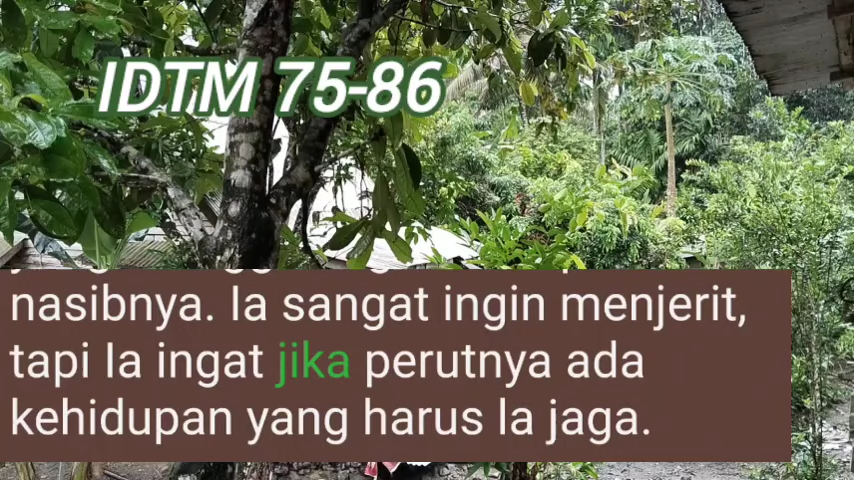 IDTM 75-86
nasibnya. Ia sangat ingin menjerit,
tapi Ia ingat jika perutnya ada
kehidupan yang harus Ia jaga.